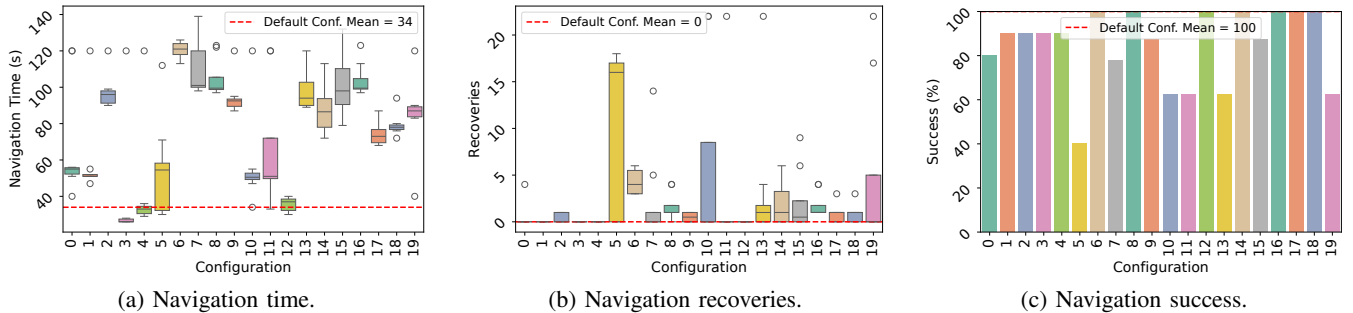 140
120
100
80
60
40
Navigation Time (s)
Default Conf. Mean = 34
0 1 2 3 4 5 6 7 8 9 10 11 12 13 14 15 16 17 18 19
Configuration
(a) Navigation time.
20
15
10
5
0
Recoveries
Default Conf. Mean = 0
0 1 2 3 4 5 6 7 8 9 10 11 12 13 14 15 16 17 18 19
Configuration
(b) Navigation recoveries.
100
80
60
40
20
0
Success (%)
Default Conf. Mean = 100
0 1 2 3 4 5 6 7 8 9 10 11 12 13 14 15 16 17 18 19
Configuration
(c) Navigation success.